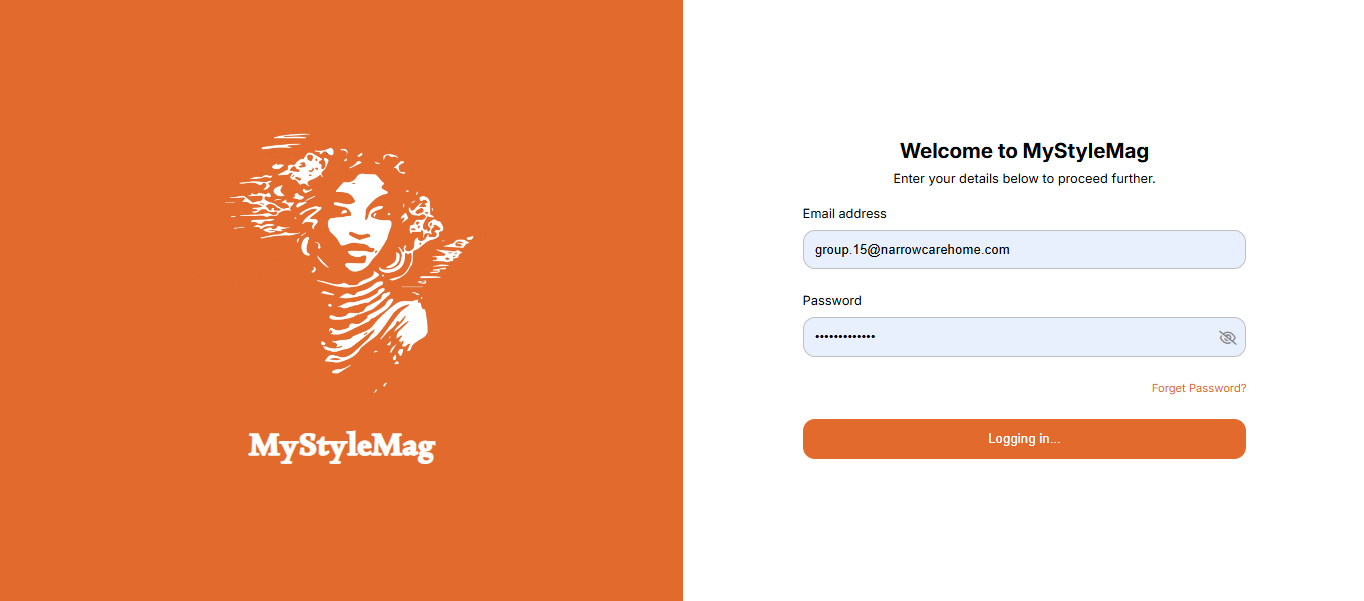 MyStyleMag
Welcome to MyStyleMag
Enter your details below to proceed further.
Email address
group.15@narrowcarehome.com
Password
•••••••••••••
Forget Password?
Logging in...